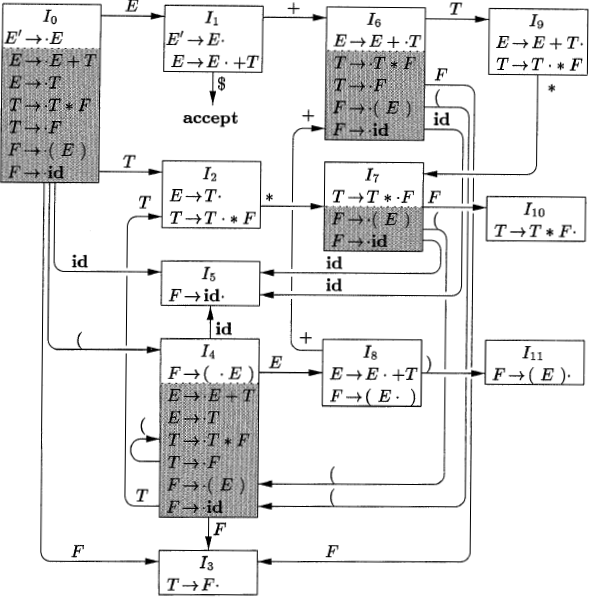 I₀
E′ → ·E
E → ·E + T
E → ·T
T → ·T * F
T → ·F
F → ·( E )
F → ·id
E
I₁
E′ → E·
E → E · +T
$
accept
+
I₆
E → E + ·T
T → ·T * F
T → ·F
F → ·( E )
F → ·id
T
I₉
E → E + T·
T → T · * F
*
F
(
id
+
T
I₂
E → T·
T → T · * F
*
T
I₇
T → T * ·F
F → ·( E )
F → ·id
F
(
I₁₀
T → T * F·
id
id
id
I₅
F → id·
id
(
I₄
F → ( · E )
E → ·E + T
E → ·T
T → ·T * F
T → ·F
F → ·( E )
F → ·id
(
T
E
+
I₈
E → E · +T
F → ( E · )
)
I₁₁
F → ( E )·
(
(
F
F
F
I₃
T → F·